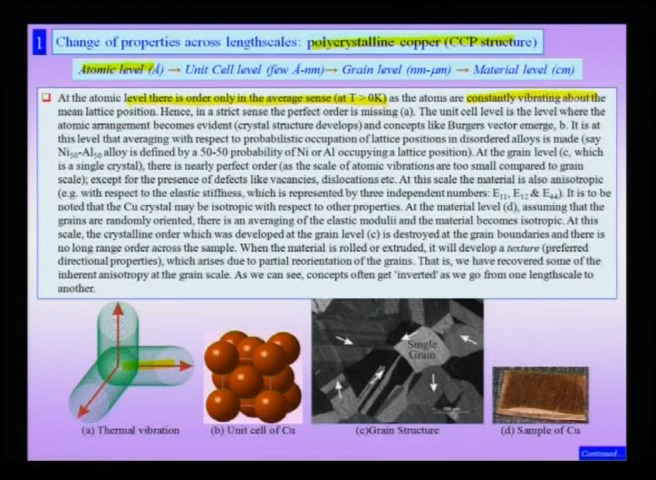 1 Change of properties across lengthscales: polycrystalline copper (CCP structure)
Atomic level (Å) → Unit Cell level (few Å-nm)→ Grain level (nm-μm) → Material level (cm)
❑ At the atomic level there is order only in the average sense (at T > 0K) as the atoms are constantly vibrating about the
mean lattice position. Hence, in a strict sense the perfect order is missing (a). The unit cell level is the level where the
atomic arrangement becomes evident (crystal structure develops) and concepts like Burgers vector emerge, b. It is at
this level that averaging with respect to probabilistic occupation of lattice positions in disordered alloys is made (say
Ni₅₀-Al₅₀ alloy is defined by a 50-50 probability of Ni or Al occupying a lattice position). At the grain level (c, which
is a single crystal), there is nearly perfect order (as the scale of atomic vibrations are too small compared to grain
scale); except for the presence of defects like vacancies, dislocations etc. At this scale the material is also anisotropic
(e.g. with respect to the elastic stiffness, which is represented by three independent numbers: E₁₁, E₁₂ & E₄₄). It is to be
noted that the Cu crystal may be isotropic with respect to other properties. At the material level (d), assuming that the
grains are randomly oriented, there is an averaging of the elastic modulii and the material becomes isotropic. At this
scale, the crystalline order which was developed at the grain level (c) is destroyed at the grain boundaries and there is
no long range order across the sample. When the material is rolled or extruded, it will develop a texture (preferred
directional properties), which arises due to partial reorientation of the grains. That is, we have recovered some of the
inherent anisotropy at the grain scale. As we can see, concepts often get 'inverted' as we go from one lengthscale to
another.
Single
Grain
(a) Thermal vibration
(b) Unit cell of Cu
(c)Grain Structure
(d) Sample of Cu
Continued...